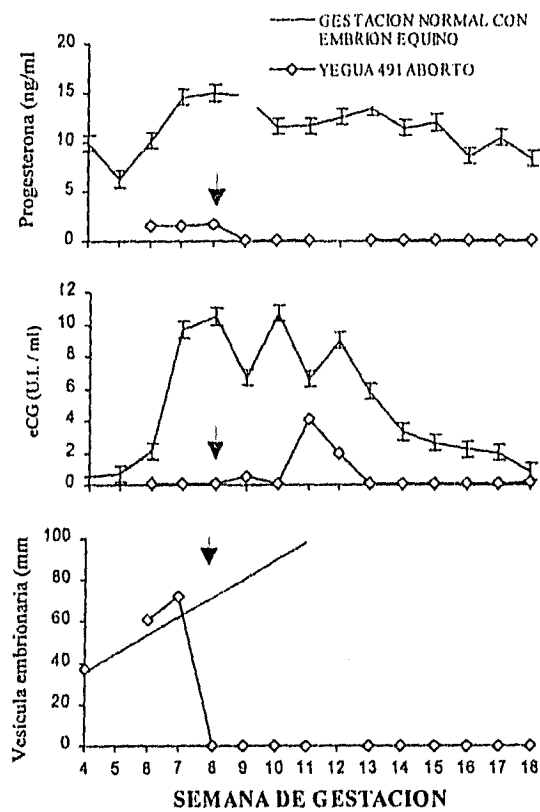 GESTACION NORMAL CON
EMBRION EQUINO
YEGUA 491 ABORTO
Progesterona (ng/ml
20
15
10
5
0
eCG (U.I. / ml)
12
10
8
6
4
2
0
Vesícula embrionaria (mm
100
80
60
40
20
0
4 5 6 7 8 9 10 11 12 13 14 15 16 17 18
SEMANA DE GESTACION